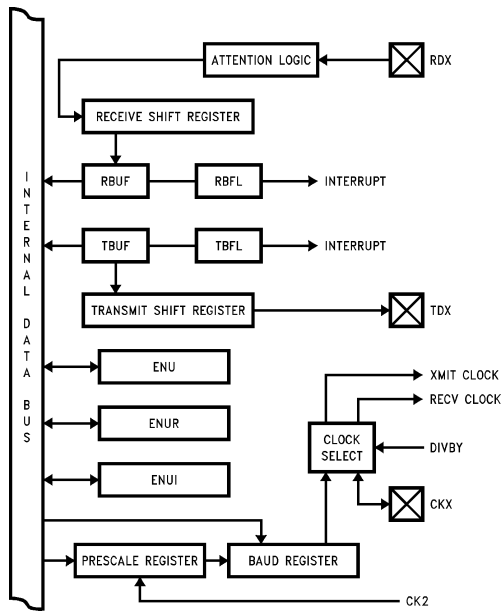 ATTENTION LOGIC
RDX
RECEIVE SHIFT REGISTER
RBUF
RBFL
INTERRUPT
INTERNAL DATA BUS
TBUF
TBFL
INTERRUPT
TRANSMIT SHIFT REGISTER
TDX
ENU
XMIT CLOCK
RECV CLOCK
ENUR
CLOCK
SELECT
DIVBY
ENUI
CKX
PRESCALE REGISTER
BAUD REGISTER
CK2